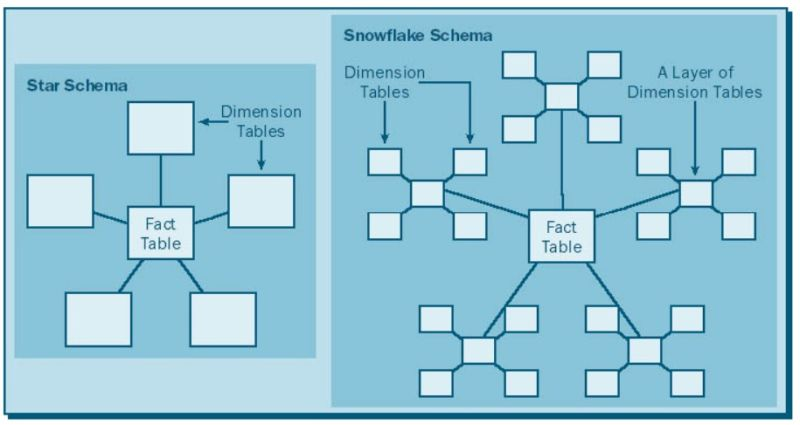 Star Schema
Dimension
Tables
Fact
Table
Snowflake Schema
Dimension
Tables
A Layer of
Dimension Tables
Fact
Table